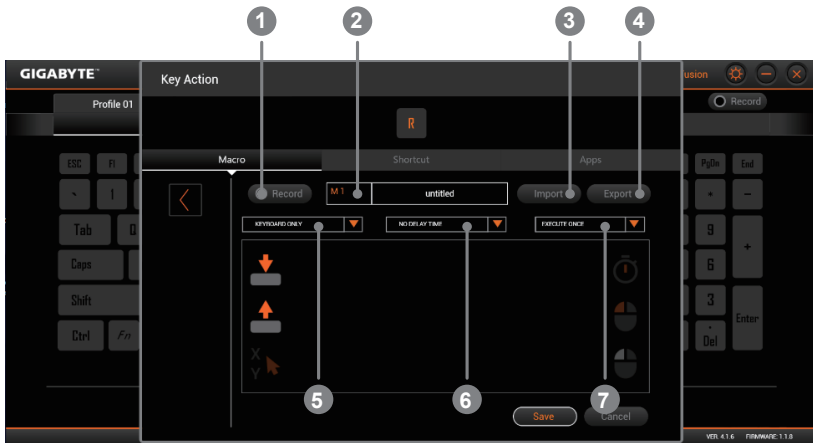 1 2 3 4
GIGABYTE™
Key Action
usion
Profile 01
Record
R
Macro Shortcut Apps
ESC F1
PgDn End
Record
M 1
untitled
Import
Export
` 1
* -
KEYBOARD ONLY
NO DELAY TIME
EXECUTE ONCE
Tab Q
9
+
Caps
6
Shift
3
Enter
Ctrl Fn
. Del
X
Y
5 6 7
Save Cancel
VER. 4.1.6 FIRMWARE: 1.1.8